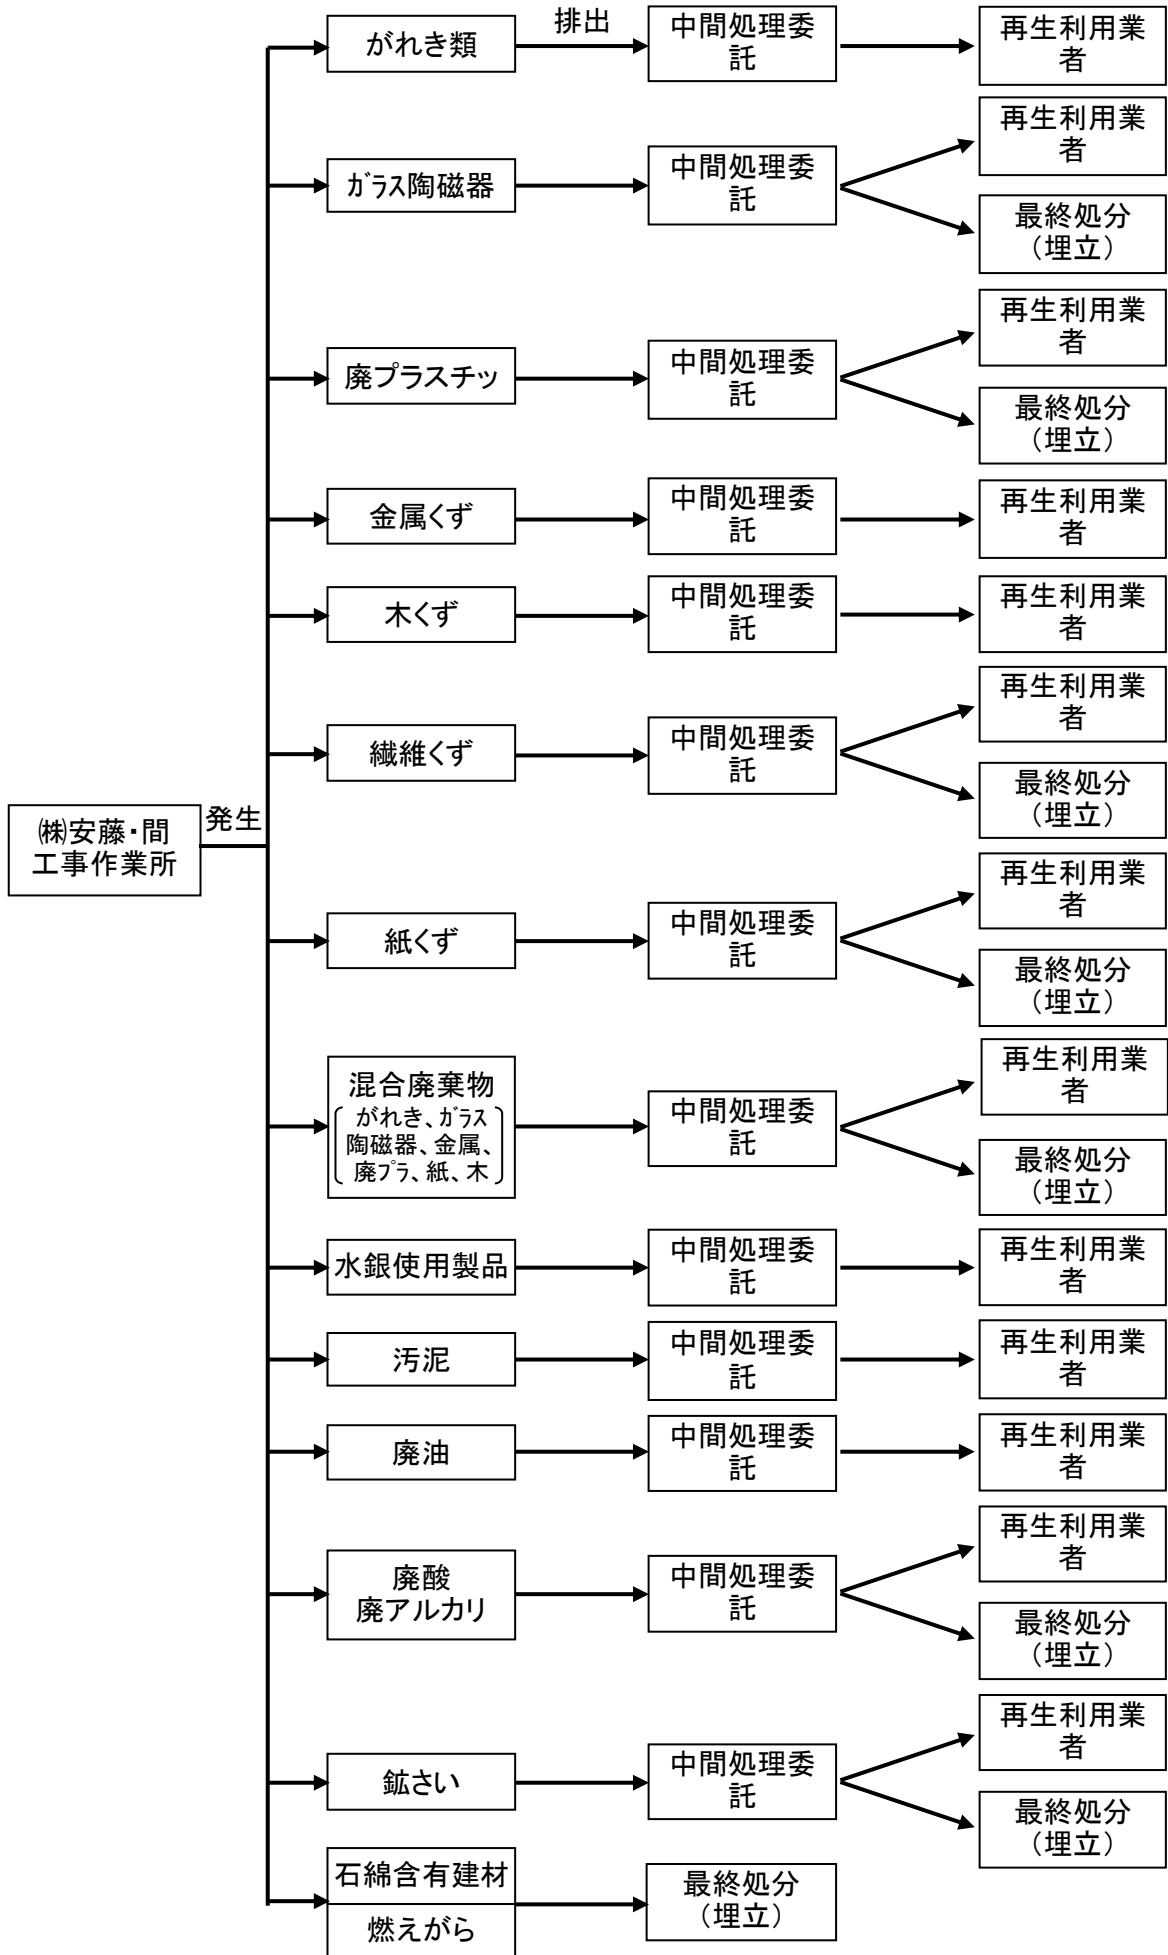 がれき類
排出
中間処理委
託
再生利用業
者
ｶﾞﾗｽ陶磁器
中間処理委
託
再生利用業
者
最終処分
（埋立）
廃プラスチッ
中間処理委
託
再生利用業
者
最終処分
（埋立）
金属くず
中間処理委
託
再生利用業
者
木くず
中間処理委
託
再生利用業
者
繊維くず
中間処理委
託
再生利用業
者
最終処分
（埋立）
㈱安藤・間
工事作業所
発生
紙くず
中間処理委
託
再生利用業
者
最終処分
（埋立）
混合廃棄物
がれき、ｶﾞﾗｽ
陶磁器、金属、
廃ﾌﾟﾗ、紙、木
中間処理委
託
再生利用業
者
最終処分
（埋立）
水銀使用製品
中間処理委
託
再生利用業
者
汚泥
中間処理委
託
再生利用業
者
廃油
中間処理委
託
再生利用業
者
廃酸
廃アルカリ
中間処理委
託
再生利用業
者
最終処分
（埋立）
鉱さい
中間処理委
託
再生利用業
者
最終処分
（埋立）
石綿含有建材
燃えがら
最終処分
（埋立）